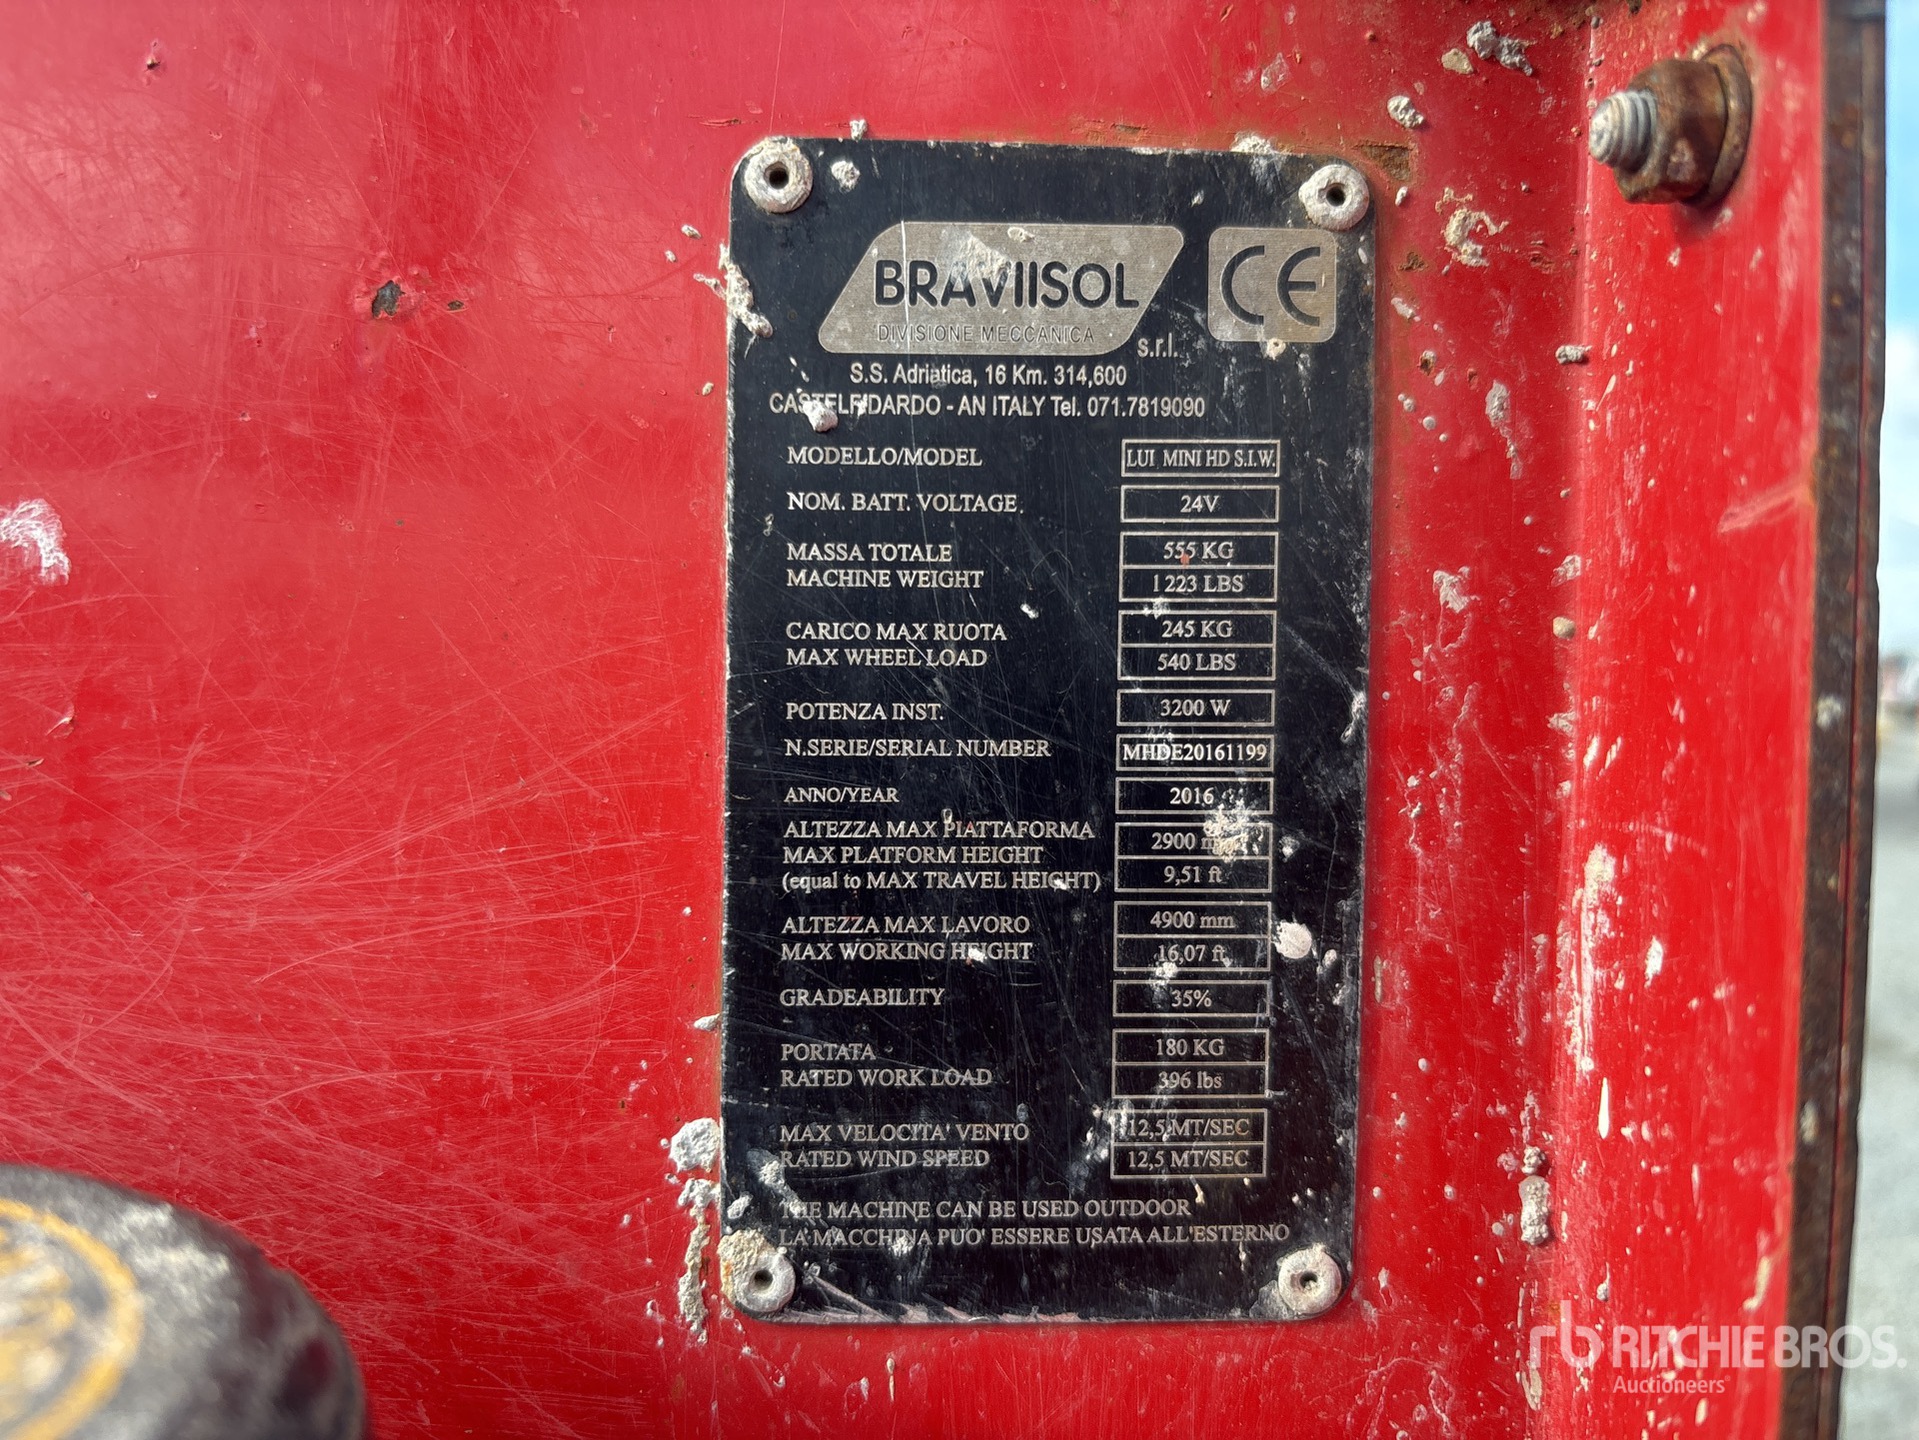 BRAVIISOL
DIVISIONE MECCANICA
s.r.l.
CE
S.S. Adriatica, 16 Km. 314,600
CASTELFIDARDO - AN ITALY Tel. 071.7819090
MODELLO/MODEL LUI MINI HD S.I.W.
NOM. BATT. VOLTAGE. 24V
MASSA TOTALE 555 KG
MACHINE WEIGHT 1223 LBS
CARICO MAX RUOTA 245 KG
MAX WHEEL LOAD 540 LBS
POTENZA INST. 3200 W
N.SERIE/SERIAL NUMBER MHDE20161199
ANNO/YEAR 2016
ALTEZZA MAX PIATTAFORMA
MAX PLATFORM HEIGHT 2900 mm
(equal to MAX TRAVEL HEIGHT) 9,51 ft
ALTEZZA MAX LAVORO 4900 mm
MAX WORKING HEIGHT 16,07 ft
GRADEABILITY 35%
PORTATA 180 KG
RATED WORK LOAD 396 lbs
MAX VELOCITA' VENTO 12,5 MT/SEC
RATED WIND SPEED 12,5 MT/SEC
THE MACHINE CAN BE USED OUTDOOR
LA MACCHINA PUO' ESSERE USATA ALL'ESTERNO
rb RITCHIE BROS.
Auctioneers